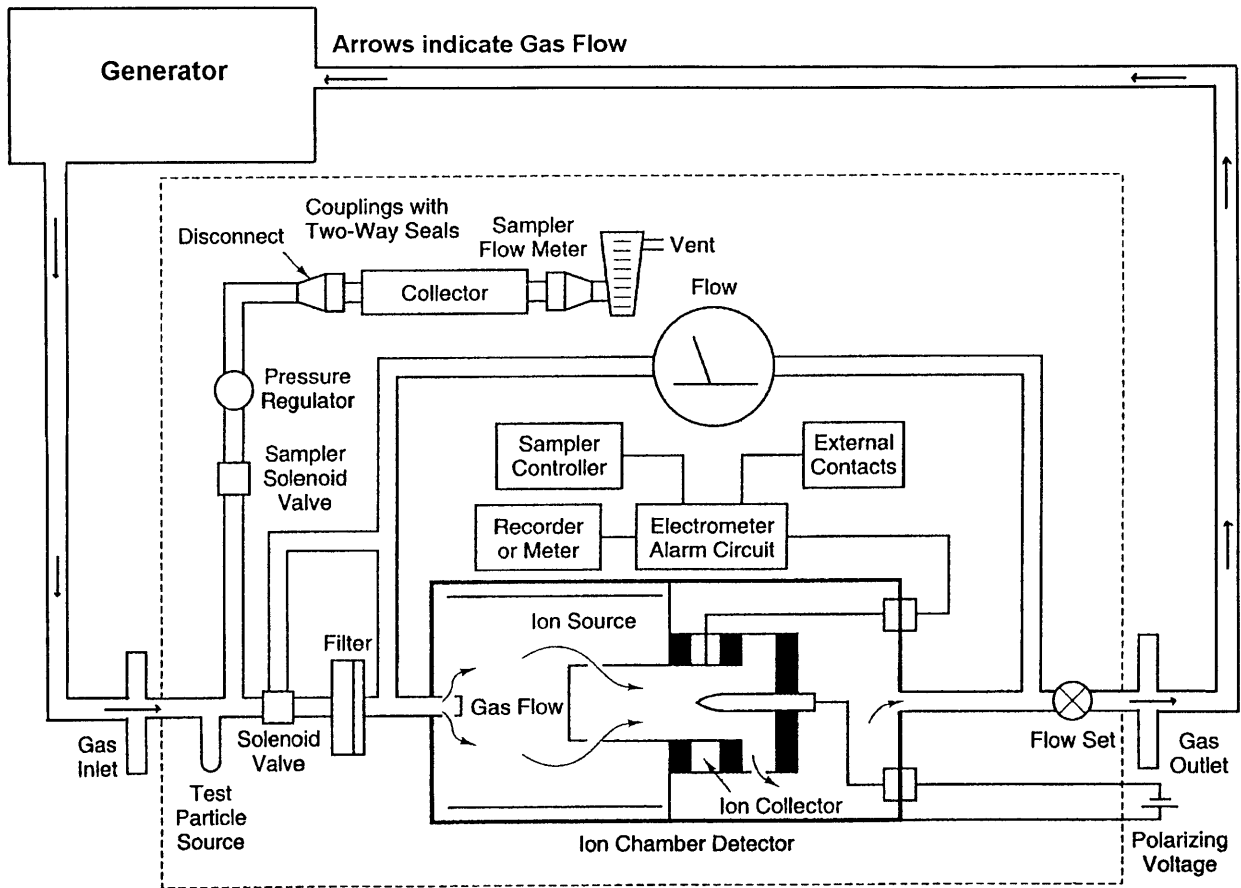 Arrows indicate Gas Flow
Generator
Couplings with
Two-Way Seals
Disconnect
Sampler
Flow Meter
Vent
Collector
Flow
Pressure
Regulator
Sampler
Controller
External
Contacts
Sampler
Solenoid
Valve
Recorder
or Meter
Electrometer
Alarm Circuit
Ion Source
Filter
Gas Flow
Gas
Inlet
Solenoid
Valve
Flow Set
Gas
Outlet
Test
Particle
Source
Ion Collector
Ion Chamber Detector
Polarizing
Voltage